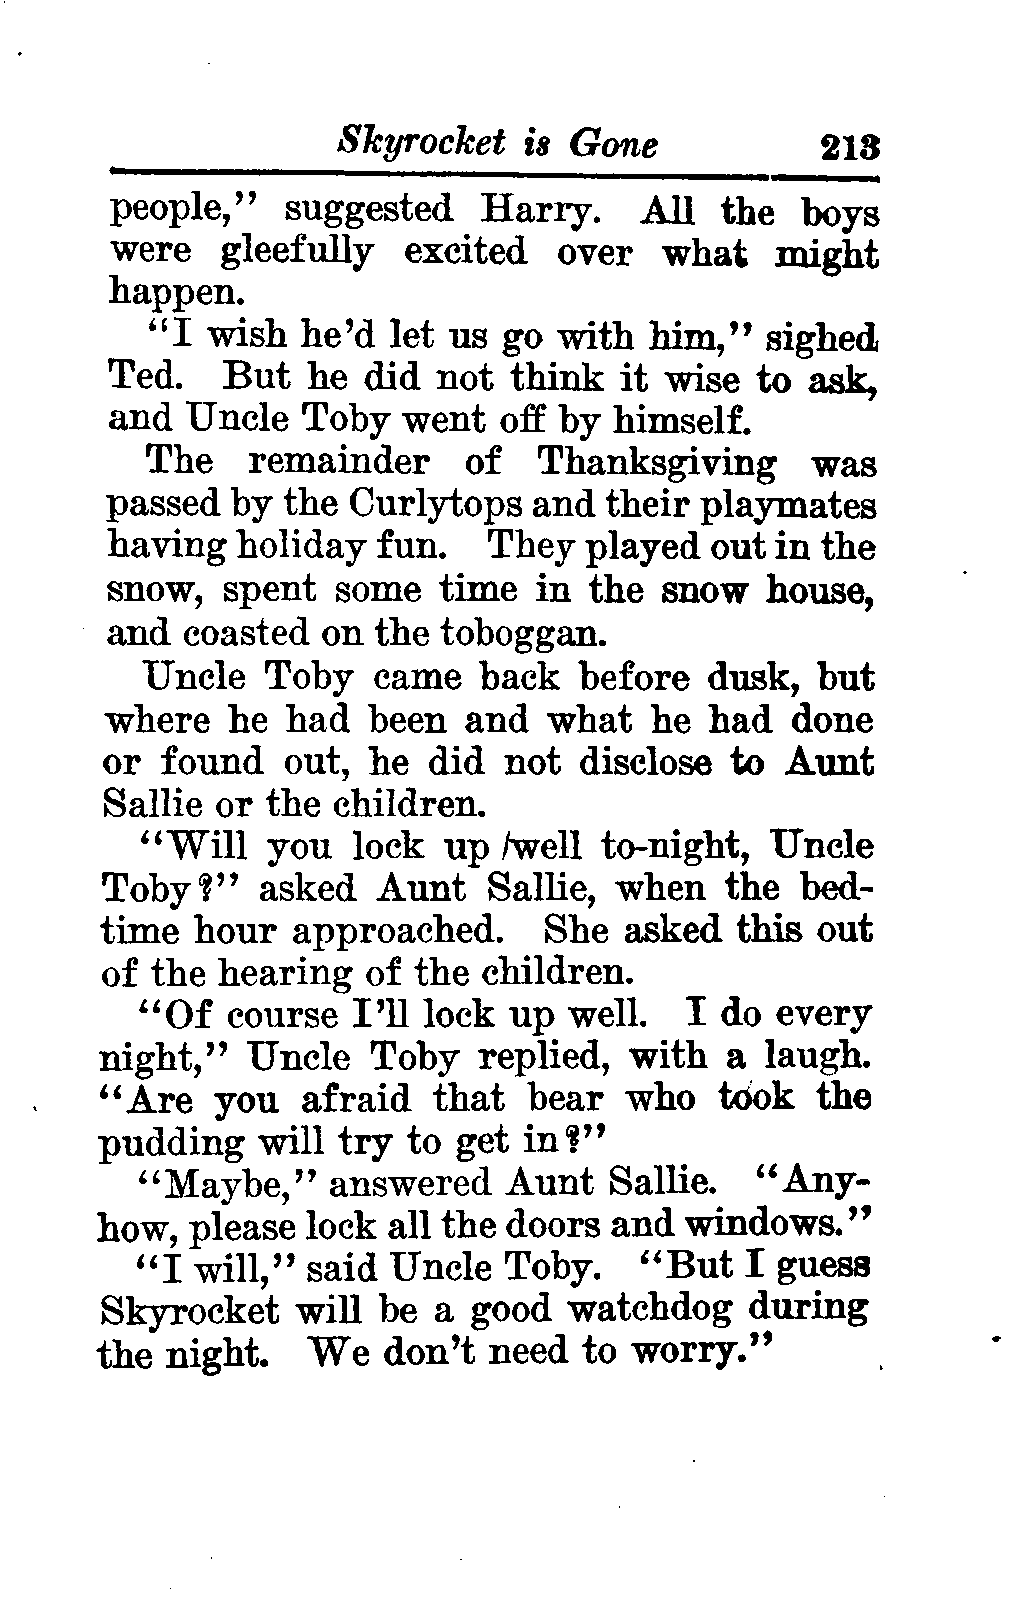 Skyrocket is Gone 213
people," suggested Harry. All the boys
were gleefully excited over what might
happen.
"I wish he'd let us go with him," sighed
Ted. But he did not think it wise to ask,
and Uncle Toby went off by himself.
The remainder of Thanksgiving was
passed by the Curlytops and their playmates
having holiday fun. They played out in the
snow, spent some time in the snow house,
and coasted on the toboggan.
Uncle Toby came back before dusk, but
where he had been and what he had done
or found out, he did not disclose to Aunt
Sallie or the children.
"Will you lock up well to-night, Uncle
Toby?" asked Aunt Sallie, when the bed-
time hour approached. She asked this out
of the hearing of the children.
"Of course I'll lock up well. I do every
night," Uncle Toby replied, with a laugh.
"Are you afraid that bear who took the
pudding will try to get in?"
"Maybe," answered Aunt Sallie. "Any-
how, please lock all the doors and windows."
"I will," said Uncle Toby. "But I guess
Skyrocket will be a good watchdog during
the night. We don't need to worry."